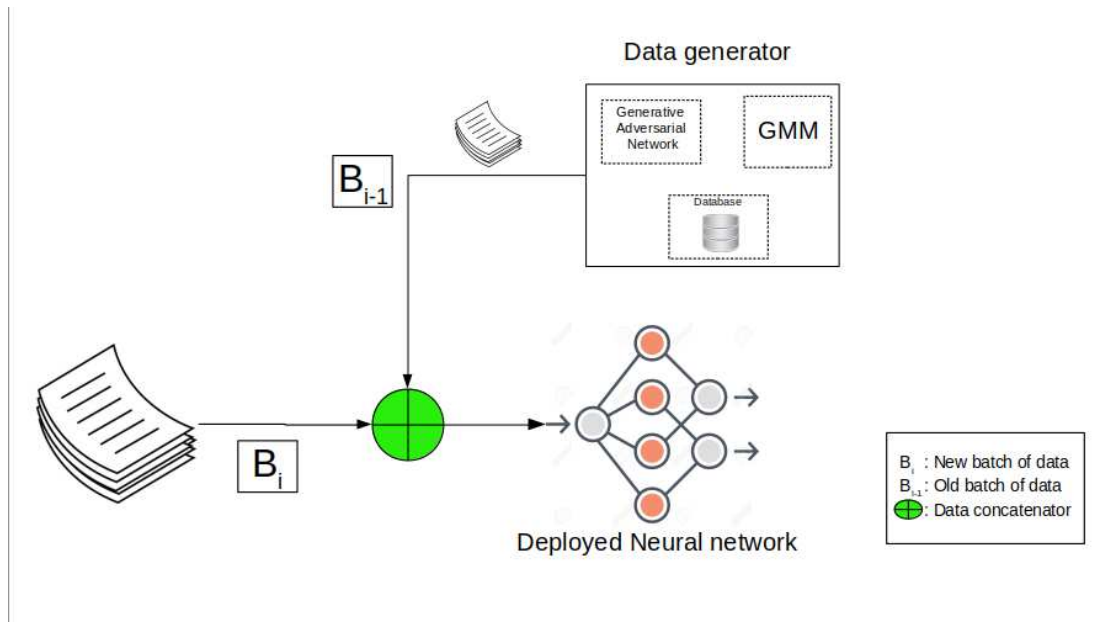 Data generator
Generative
Adversarial
Network
GMM
Database
B i-1
B i
Deployed Neural network
B i : New batch of data
B i-1 : Old batch of data
: Data concatenator